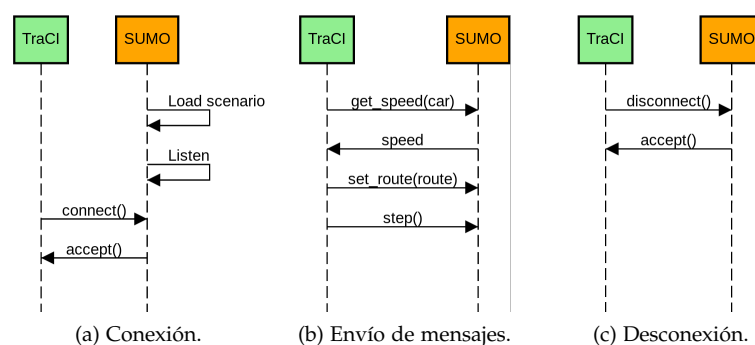 TraCI
SUMO
Load scenario
Listen
connect()
accept()
(a) Conexión.
TraCI
SUMO
get_speed(car)
speed
set_route(route)
step()
(b) Envío de mensajes.
TraCI
SUMO
disconnect()
accept()
(c) Desconexión.